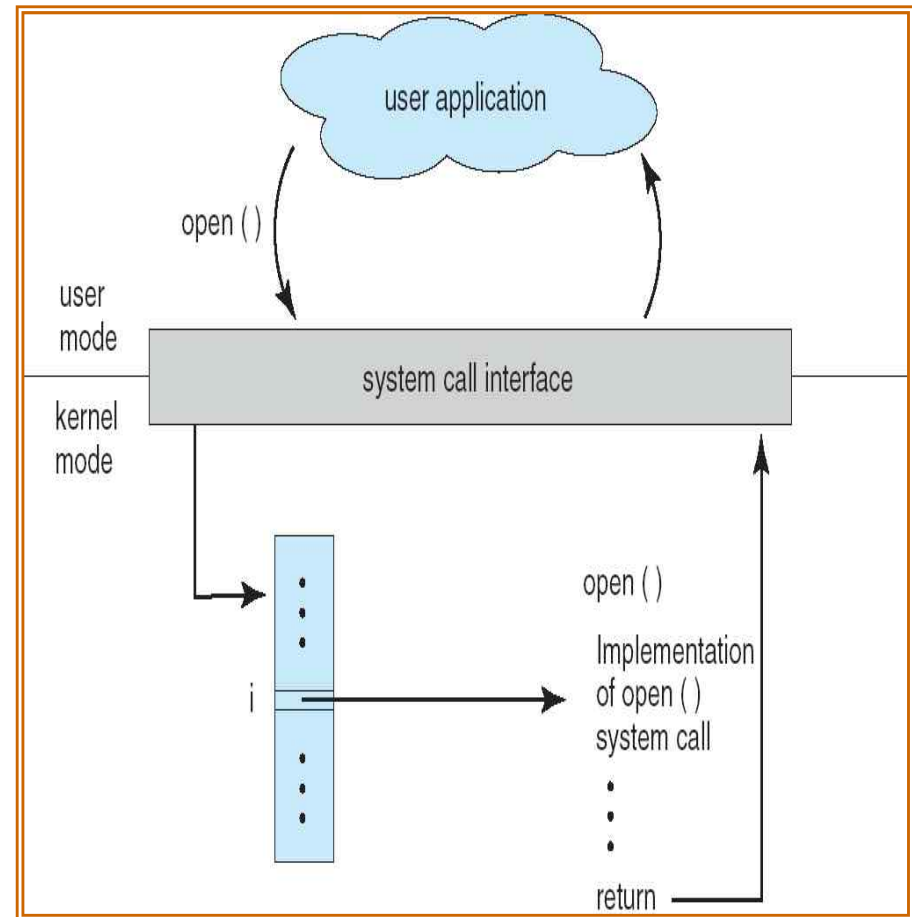 user application
open ( )
user
mode
system call interface
kernel
mode
open ( )
Implementation
of open ( )
system call
i
return